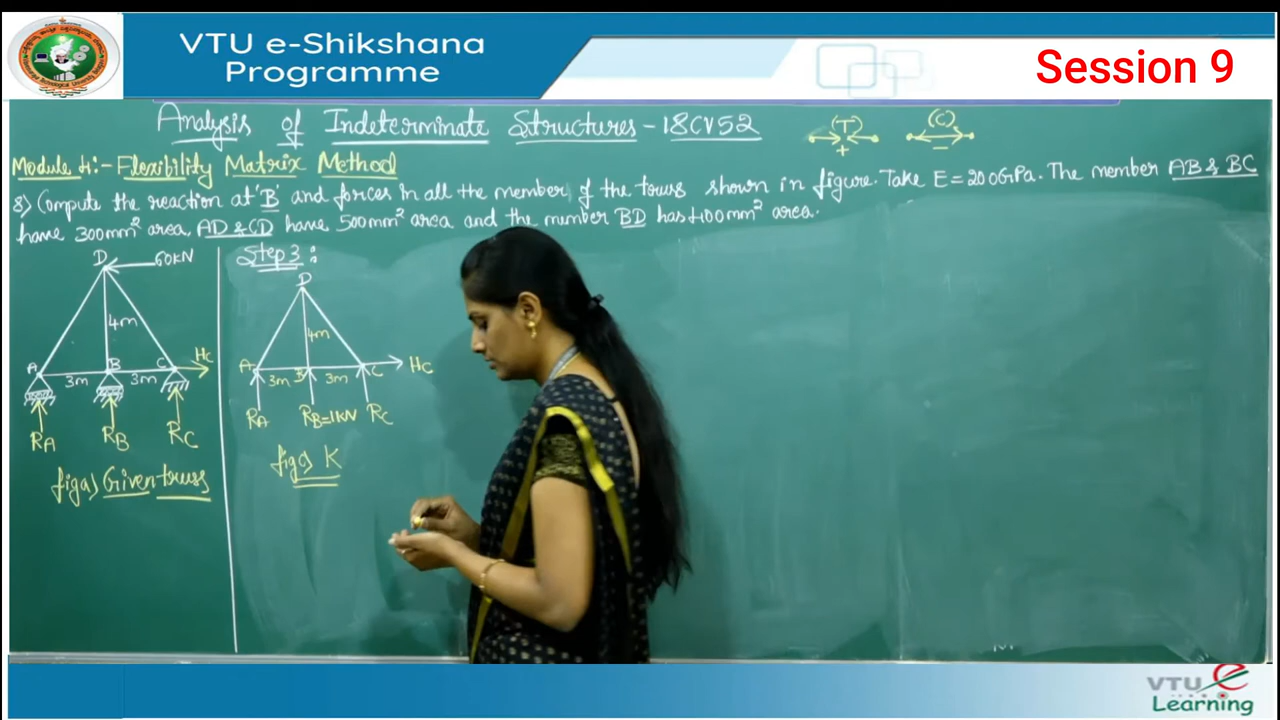 VTU e-Shikshana
Programme
Session 9
Analysis of Indeterminate Structures - 18CV52
(T)
+
(C)
−
Module 4:- Flexibility Matrix Method
8) Compute the reaction at 'B' and forces in all the member of the truss shown in figure. Take E = 200GPa. The member AB & BC
have 300mm² area, AD & CD have 500mm² area and the member BD has 400mm² area.
D 50kN
4m
A B C HC
3m 3m
RA RB RC
fig a) Given truss
Step 3:
D
4m
A B C HC
3m 3m
RA RB=1KN RC
fig K
VTU
Learning